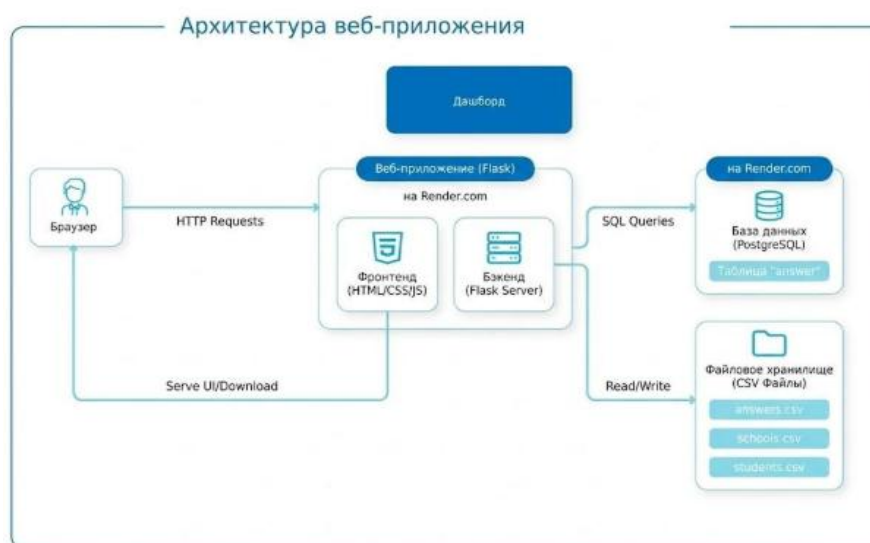 Архитектура веб-приложения
Дашборд
Веб-приложение (Flask)
на Render.com
Браузер
HTTP Requests
Фронтенд
(HTML/CSS/JS)
Бэкенд
(Flask Server)
SQL Queries
на Render.com
База данных
(PostgreSQL)
Таблица "answer"
Serve UI/Download
Read/Write
Файловое хранилище
(CSV Файлы)
answers.csv
schools.csv
students.csv